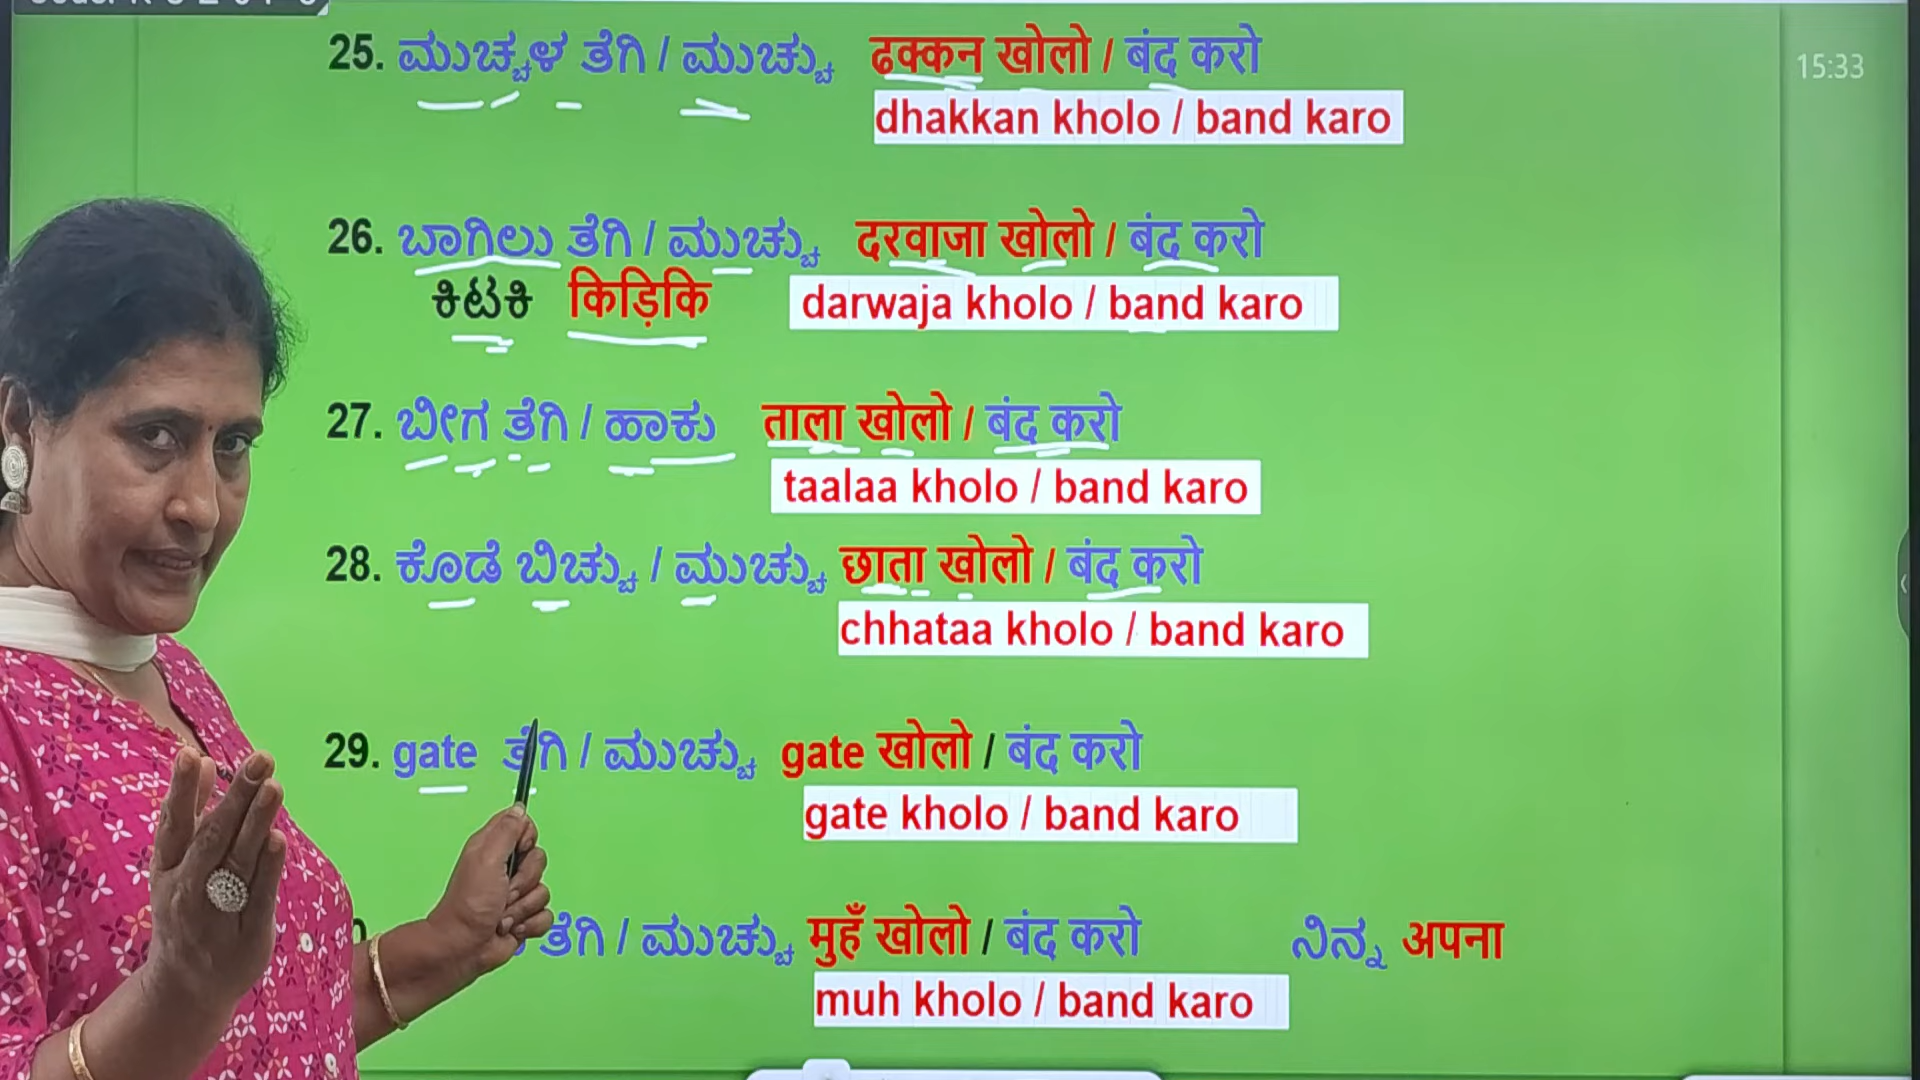 25. ಮುಚ್ಚಳ ತೆಗಿ / ಮುಚ್ಚು ढक्कन खोलो / बंद करो
15:33
dhakkan kholo / band karo
26. ಬಾಗಿಲು ತೆಗಿ / ಮುಚ್ಚು दरवाजा खोलो / बंद करो
ಕಿಟಕಿ किड़िकि darwaja kholo / band karo
27. ಬೀಗ ತೆಗಿ / ಹಾಕು ताला खोलो / बंद करो
taalaa kholo / band karo
28. ಕೊಡೆ ಬಿಚ್ಚು / ಮುಚ್ಚು छाता खोलो / बंद करो
chhataa kholo / band karo
29. gate ತೆಗಿ / ಮುಚ್ಚು gate खोलो / बंद करो
gate kholo / band karo
ತೆಗಿ / ಮುಚ್ಚು मुहँ खोलो / बंद करो ನಿನ್ನ अपना
muh kholo / band karo